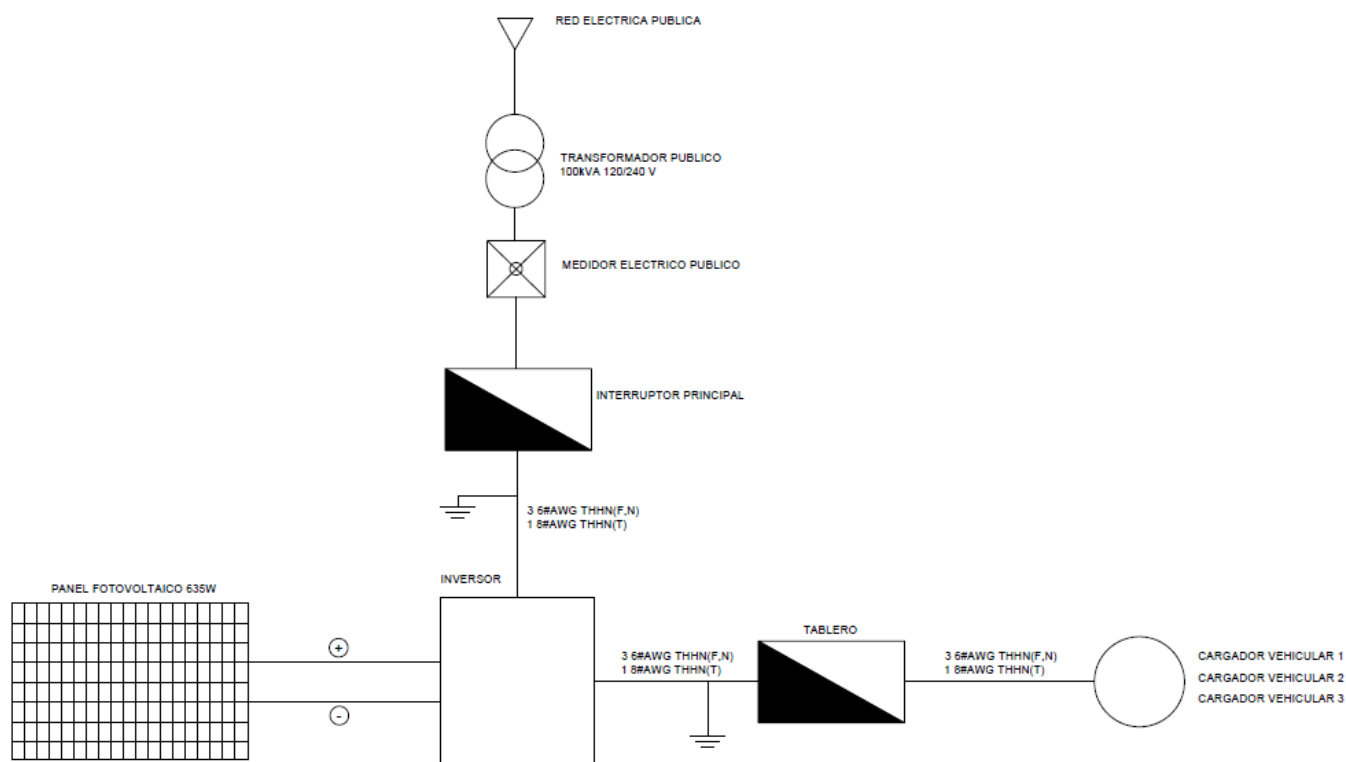 RED ELECTRICA PUBLICA
TRANSFORMADOR PUBLICO
100kVA 120/240 V
MEDIDOR ELECTRICO PUBLICO
INTERRUPTOR PRINCIPAL
3 6#AWG THHN(F,N)
1 8#AWG THHN(T)
PANEL FOTOVOLTAICO 635W
INVERSOR
+
-
3 6#AWG THHN(F,N)
1 8#AWG THHN(T)
TABLERO
3 6#AWG THHN(F,N)
1 8#AWG THHN(T)
CARGADOR VEHICULAR 1
CARGADOR VEHICULAR 2
CARGADOR VEHICULAR 3